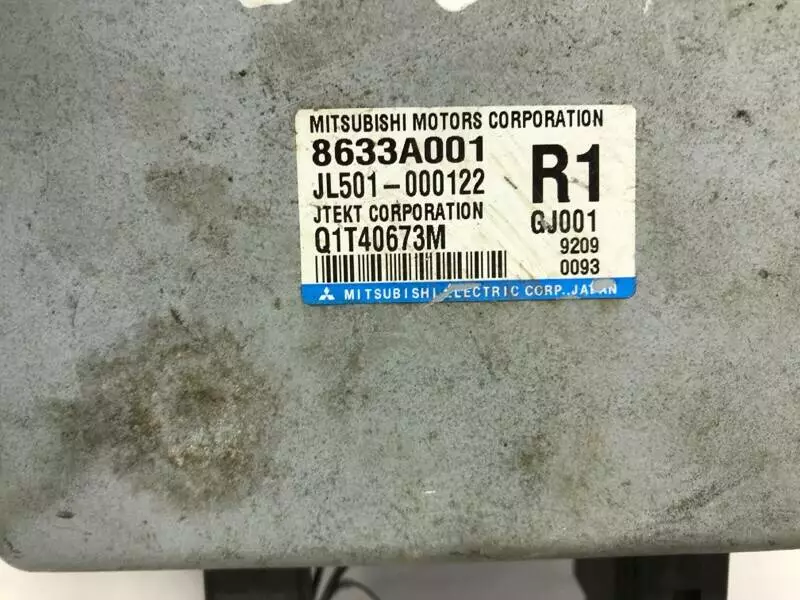 MITSUBISHI MOTORS CORPORATION
8633A001
R1
JL501-000122
JTEKT CORPORATION
GJ001
Q1T40673M
9209
0093
MITSUBISHI ELECTRIC CORP., JAPAN